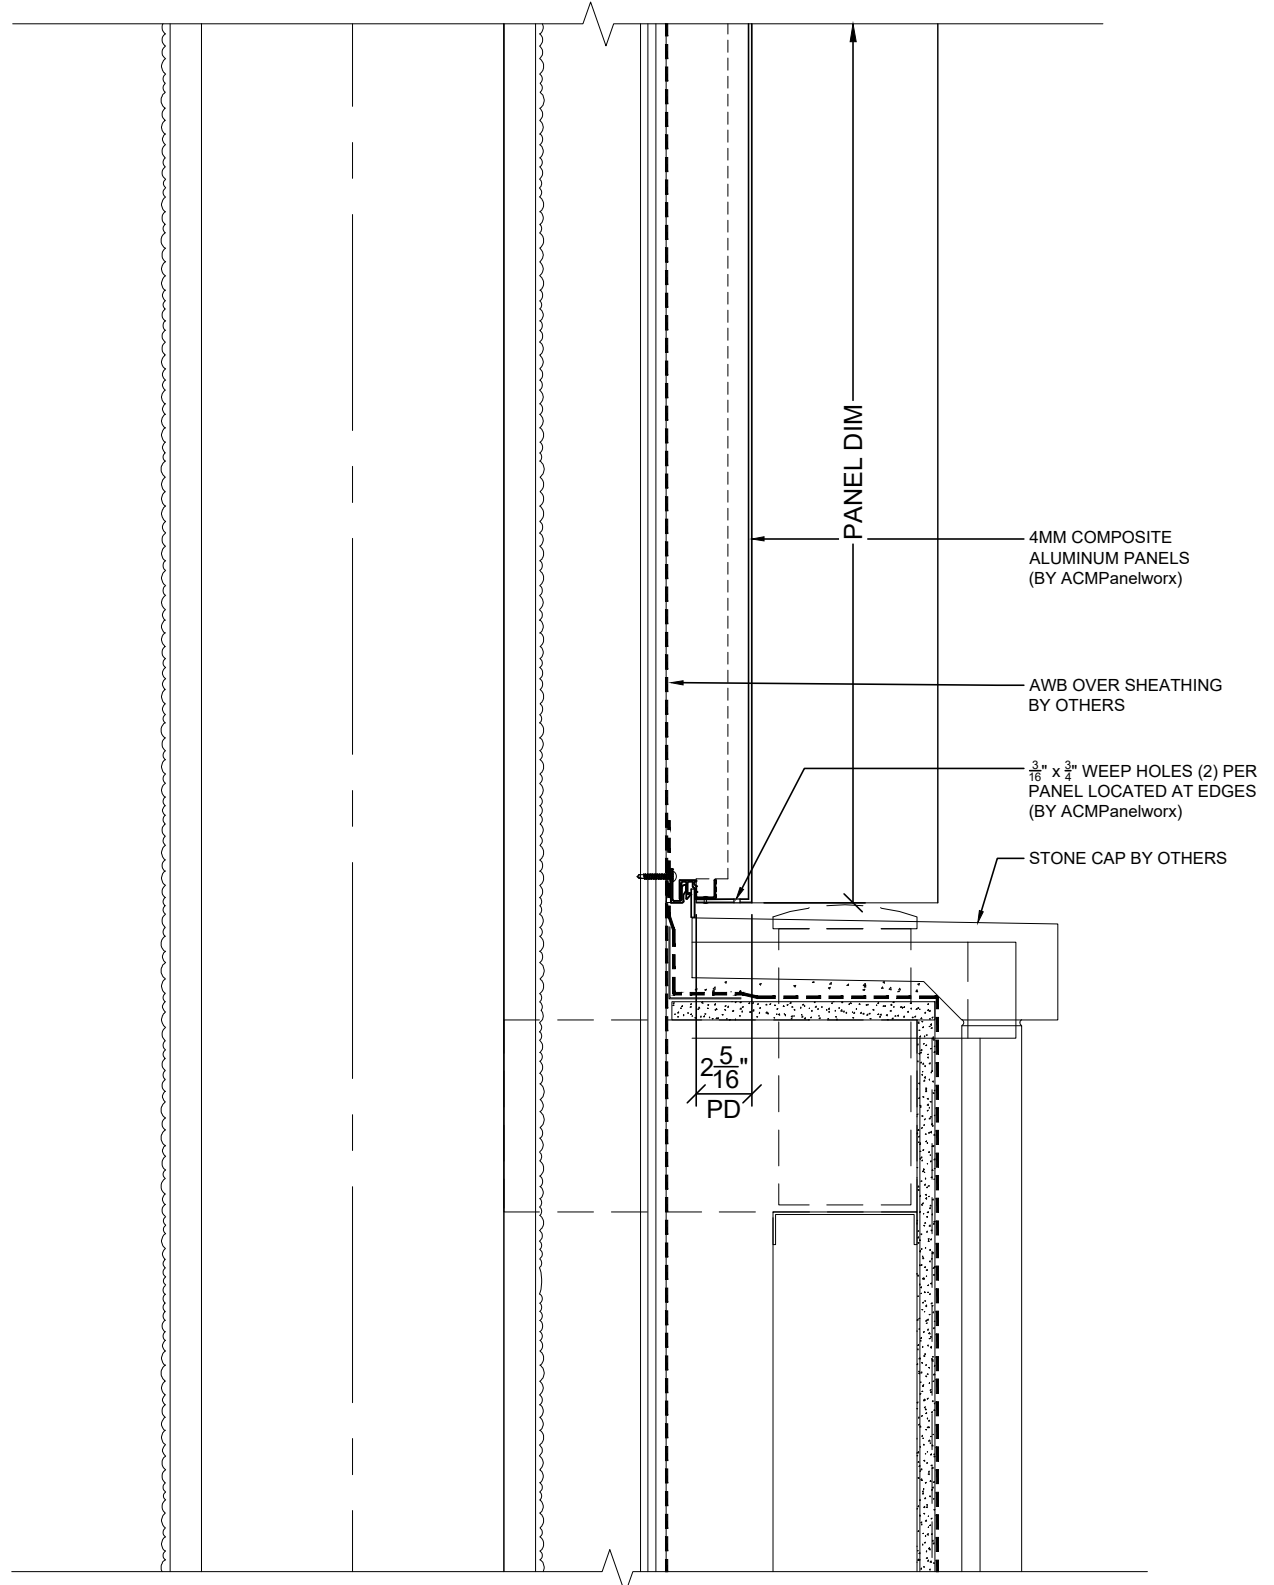 PANEL DIM
4MM COMPOSITE
ALUMINUM PANELS
(BY ACMPanelworx)
AWB OVER SHEATHING
BY OTHERS
3/16" x 3/4" WEEP HOLES (2) PER
PANEL LOCATED AT EDGES
(BY ACMPanelworx)
STONE CAP BY OTHERS
2 5/16"
PD